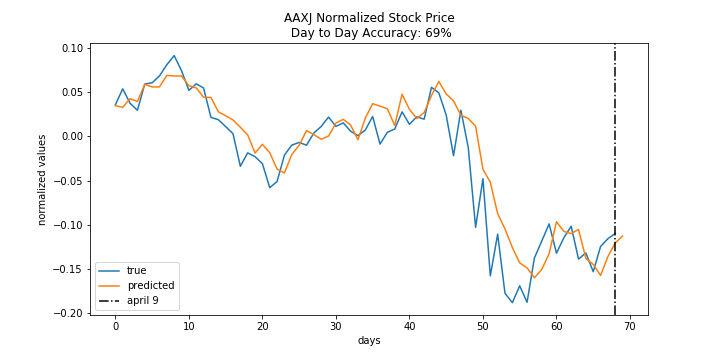 AAXJ Normalized Stock Price
Day to Day Accuracy: 69%
0.10
0.05
0.00
−0.05
−0.10
−0.15
−0.20
normalized values
true
predicted
april 9
0 10 20 30 40 50 60 70
days